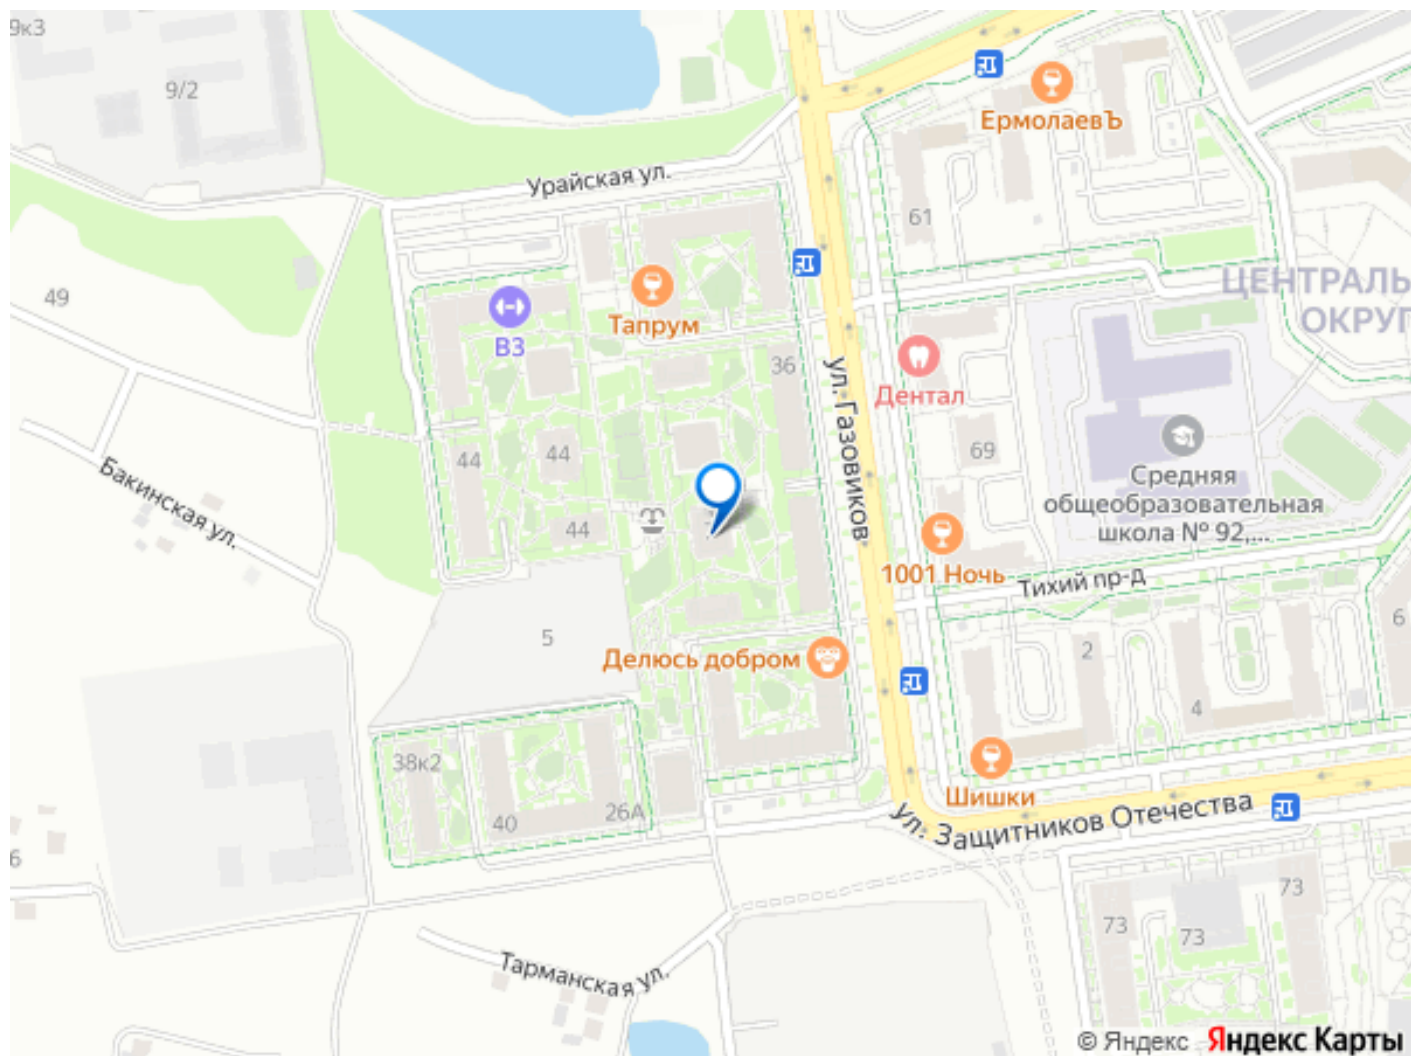 9к3
9/2
ЕрмолаевЪ
Урайская ул.
61
49
Тапрум
В3
ЦЕНТРАЛЬ
ОКРУГ
36
ул. Газовиков
Дентал
44
44
69
Средняя
общеобразовательная
школа № 92,...
Бакинская ул.
44
1001 Ночь
Тихий пр-д
5
Делюсь добром
2
6
4
38к2
40
26А
Шишки
ул. Защитников Отечества
6
73
73
73
Тарманская ул.
© Яндекс Яндекс Карты